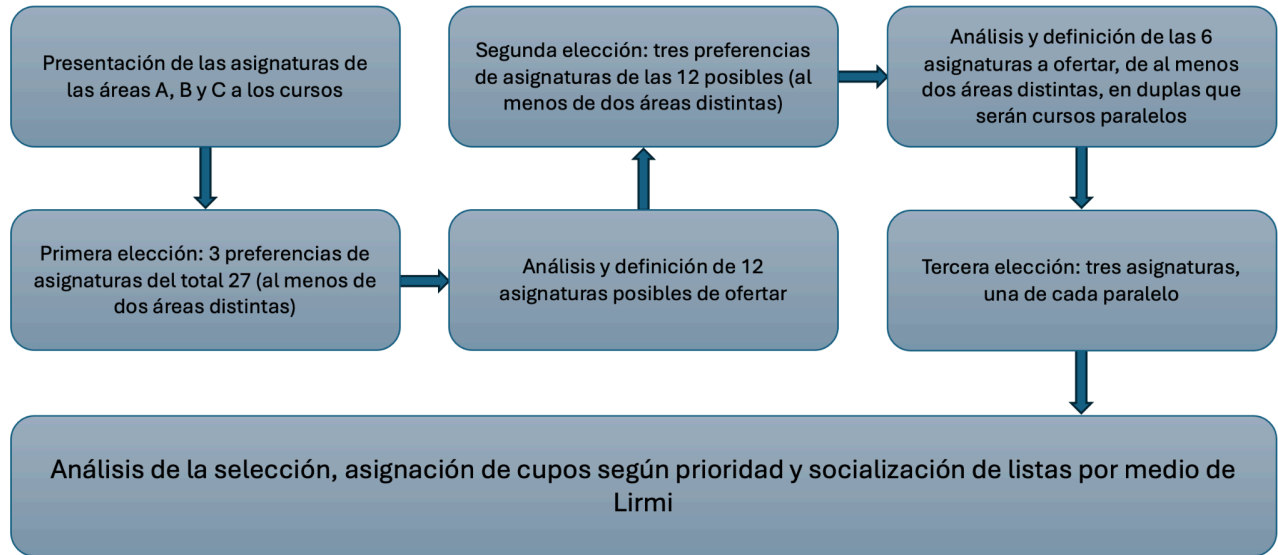 Presentación de las asignaturas de
las áreas A, B y C a los cursos
Primera elección: 3 preferencias de
asignaturas del total 27 (al menos de
dos áreas distintas)
Análisis y definición de 12
asignaturas posibles de ofertar
Segunda elección: tres preferencias
de asignaturas de las 12 posibles (al
menos de dos áreas distintas)
Análisis y definición de las 6
asignaturas a ofertar, de al menos
dos áreas distintas, en duplas que
serán cursos paralelos
Tercera elección: tres asignaturas,
una de cada paralelo
Análisis de la selección, asignación de cupos según prioridad y socialización de listas por medio de
Lirmi